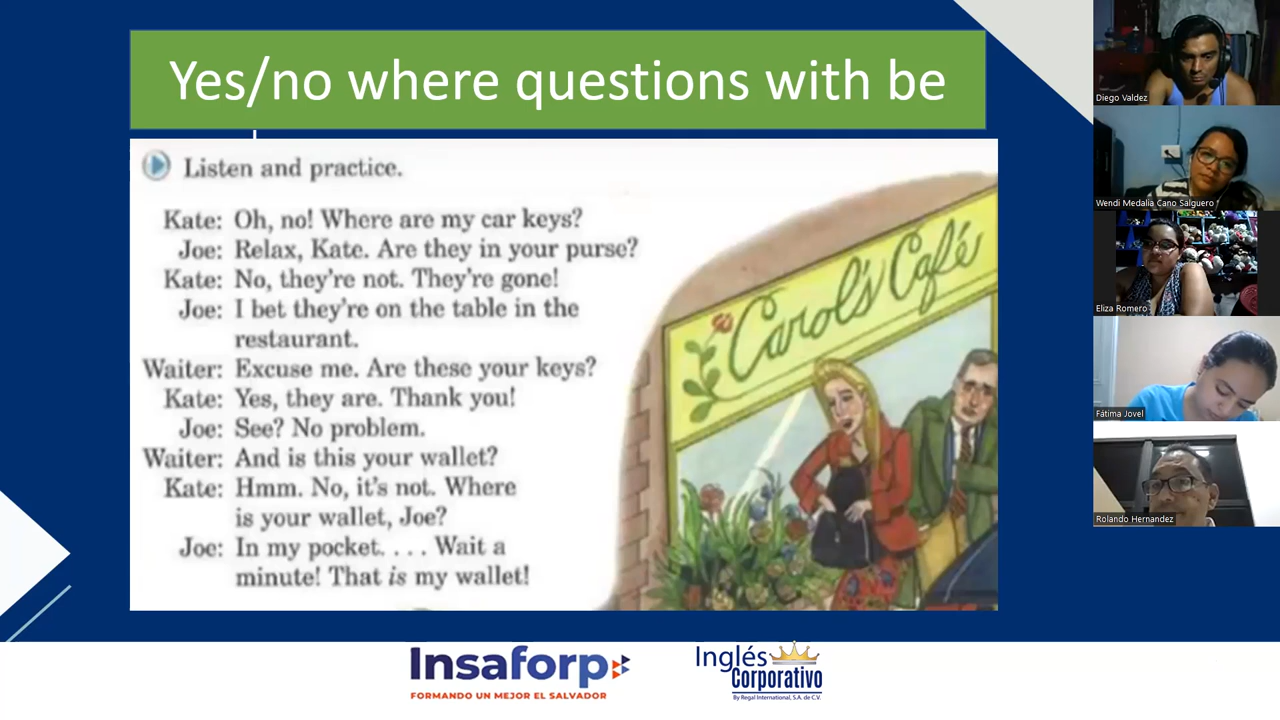 Yes/no where questions with be
Listen and practice.
Kate: Oh, no! Where are my car keys?
Joe: Relax, Kate. Are they in your purse?
Kate: No, they're not. They're gone!
Joe: I bet they're on the table in the
restaurant.
Waiter: Excuse me. Are these your keys?
Kate: Yes, they are. Thank you!
Joe: See? No problem.
Waiter: And is this your wallet?
Kate: Hmm. No, it's not. Where
is your wallet, Joe?
Joe: In my pocket. . . . Wait a
minute! That is my wallet!
Carol's Café
Insaforp
FORMANDO UN MEJOR EL SALVADOR
Inglés
Corporativo
By Regal International, S.A. de C.V.
Diego Valdez
Wendi Medalia Cano Salguero
Eliza Romero
Fátima Jovel
Rolando Hernandez